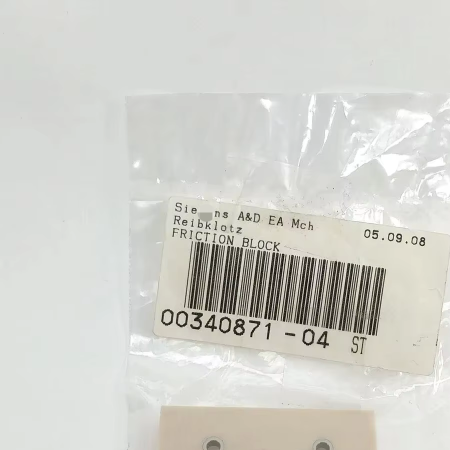 A&D EA Mch
05.09.08
Reibklotz
FRICTION BLOCK
00340871-04 ST